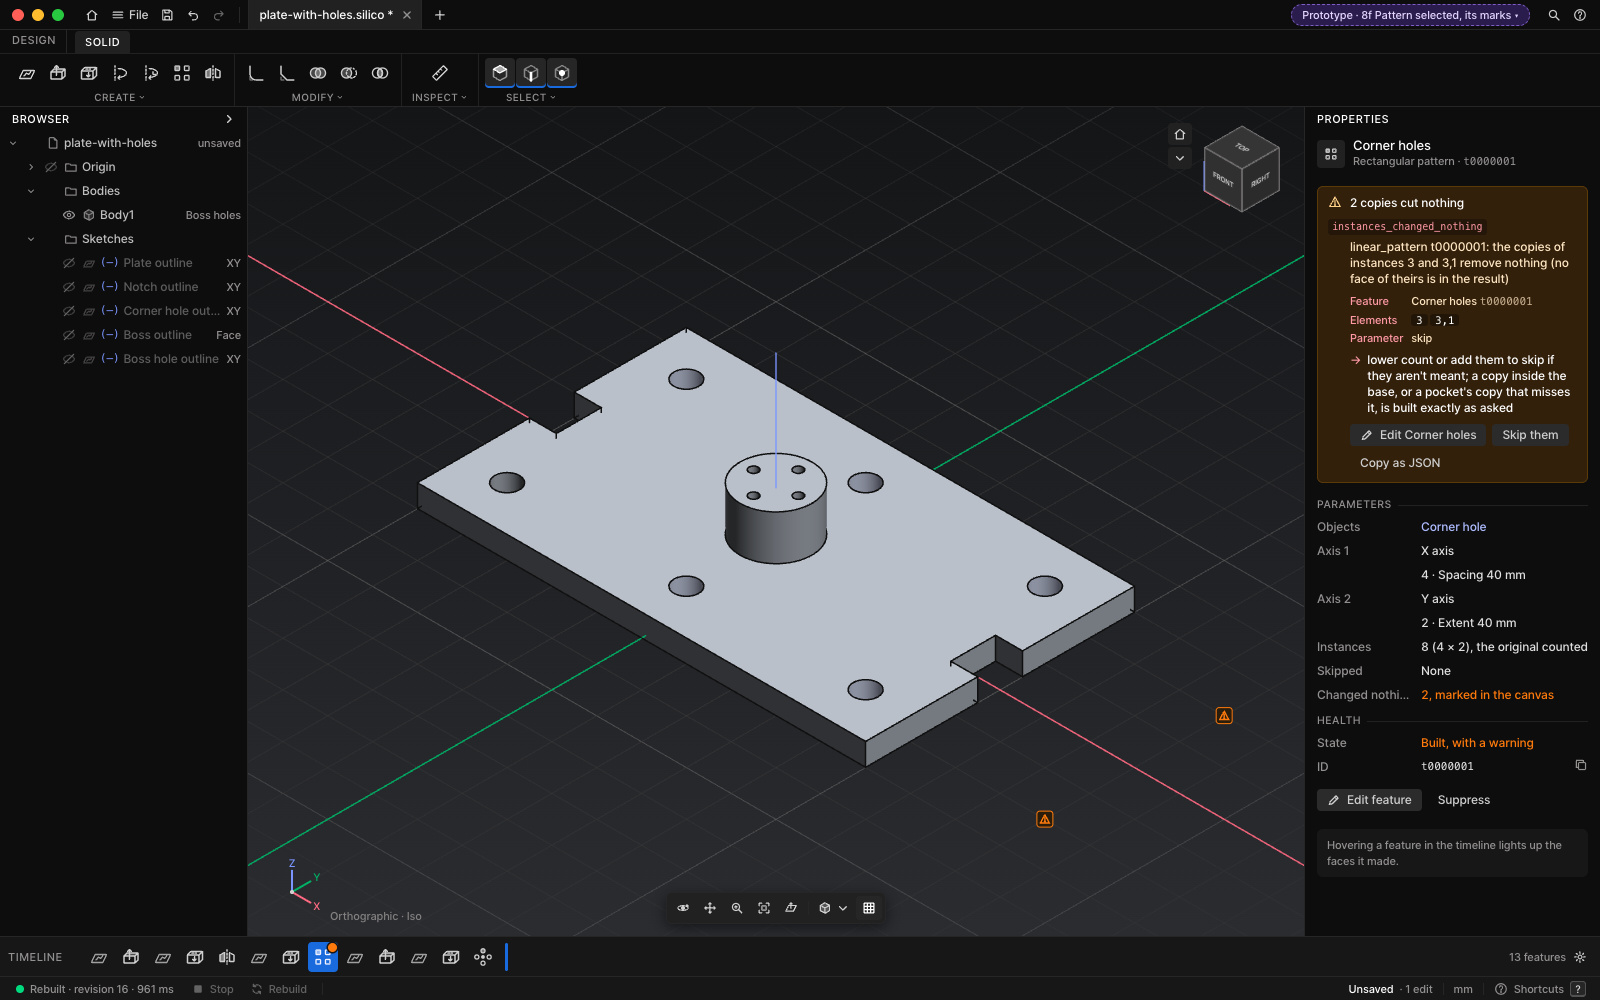 File
plate-with-holes.silico *
Prototype · 8f Pattern selected, its marks
DESIGN
SOLID
CREATE
MODIFY
INSPECT
SELECT
BROWSER
plate-with-holes unsaved
Origin
Bodies
Body1 Boss holes
Sketches
Plate outline XY
Notch outline XY
Corner hole out... XY
Boss outline Face
Boss hole outline XY
TOP
FRONT
RIGHT
Z
Y
X
Orthographic · Iso
PROPERTIES
Corner holes
Rectangular pattern · t0000001
2 copies cut nothing
instances_changed_nothing
linear_pattern t0000001: the copies of
instances 3 and 3,1 remove nothing (no
face of theirs is in the result)
Feature Corner holes t0000001
Elements 3 3,1
Parameter skip
→ lower count or add them to skip if
they aren't meant; a copy inside the
base, or a pocket's copy that misses
it, is built exactly as asked
Edit Corner holes Skip them
Copy as JSON
PARAMETERS
Objects Corner hole
Axis 1 X axis
4 · Spacing 40 mm
Axis 2 Y axis
2 · Extent 40 mm
Instances 8 (4 × 2), the original counted
Skipped None
Changed nothi... 2, marked in the canvas
HEALTH
State Built, with a warning
ID t0000001
Edit feature Suppress
Hovering a feature in the timeline lights up the
faces it made.
TIMELINE
13 features
Rebuilt · revision 16 · 961 ms Stop Rebuild
Unsaved · 1 edit mm Shortcuts ?